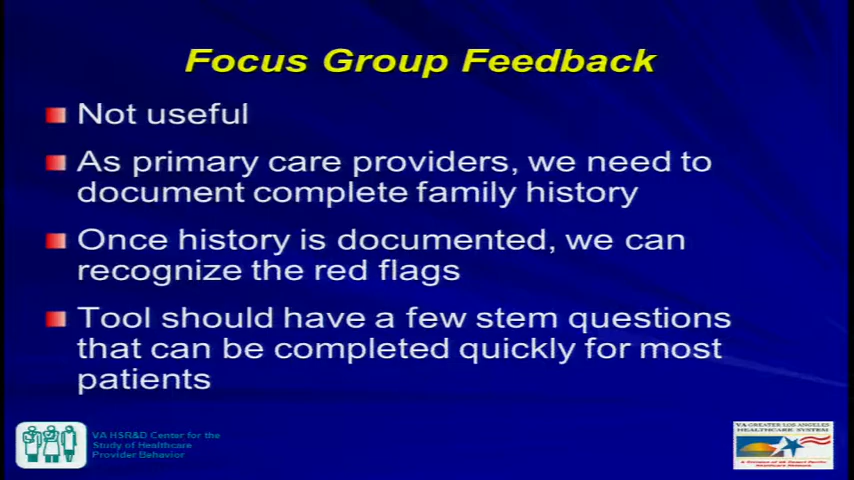 Focus Group Feedback
Not useful
As primary care providers, we need to
document complete family history
Once history is documented, we can
recognize the red flags
Tool should have a few stem questions
that can be completed quickly for most
patients
VA HSR&D Center for the
Study of Healthcare
Provider Behavior
VA GREATER LOS ANGELES
HEALTHCARE SYSTEM